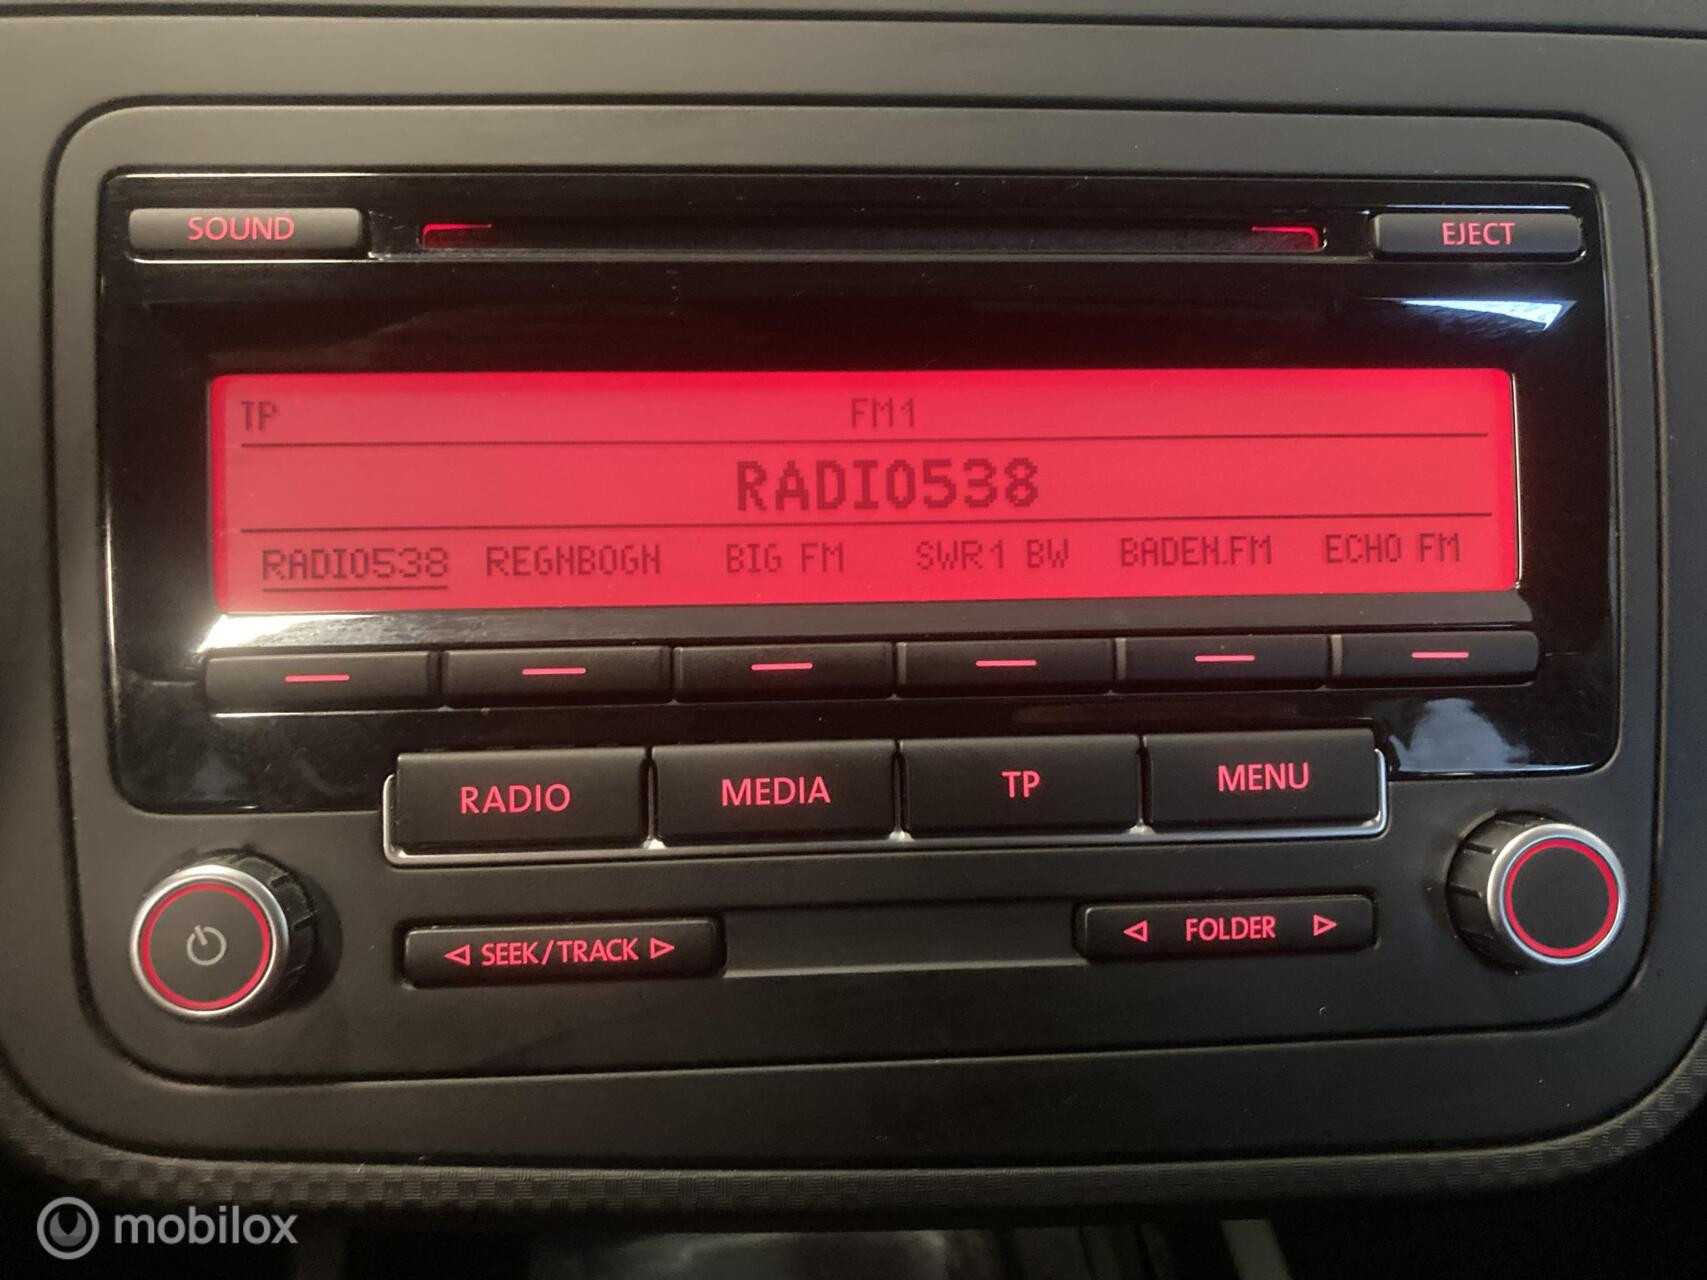 SOUND
EJECT
TP FM1
RADIO538
RADIO538 REGNBOGN BIG FM SWR1 BW BADEN.FM ECHO FM
RADIO MEDIA TP MENU
SEEK/TRACK FOLDER
mobilox